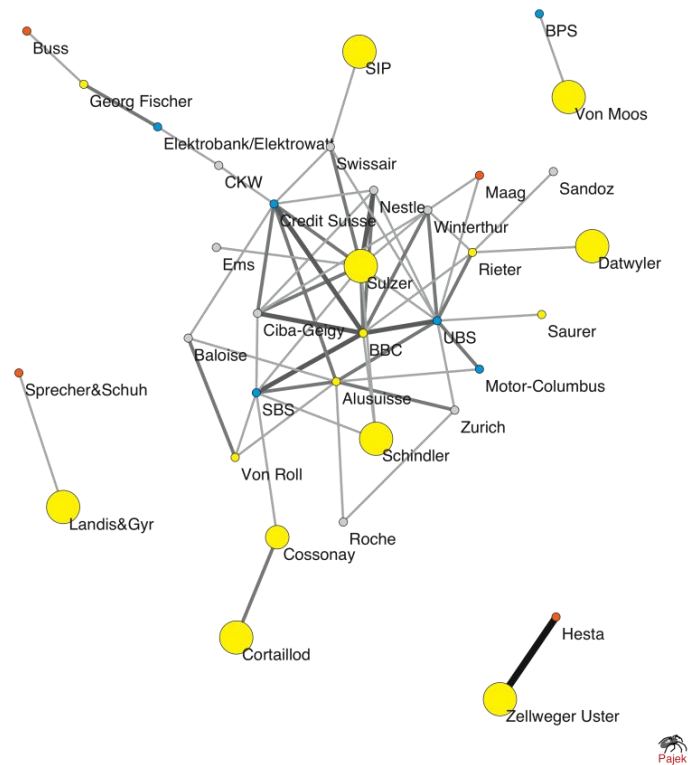 Buss
Georg Fischer
Elektrobank/Elektrowatt
CKW
SIP
BPS
Von Moos
Swissair
Credit Suisse
Nestle
Winterthur
Maag
Sandoz
Ems
Sulzer
Rieter
Datwyler
Ciba-Geigy
BBC
UBS
Saurer
Baloise
Sprecher&Schuh
SBS
Alusuisse
Motor-Columbus
Zurich
Schindler
Von Roll
Landis&Gyr
Roche
Cossonay
Cortaillod
Hesta
Zellweger Uster
Pajek